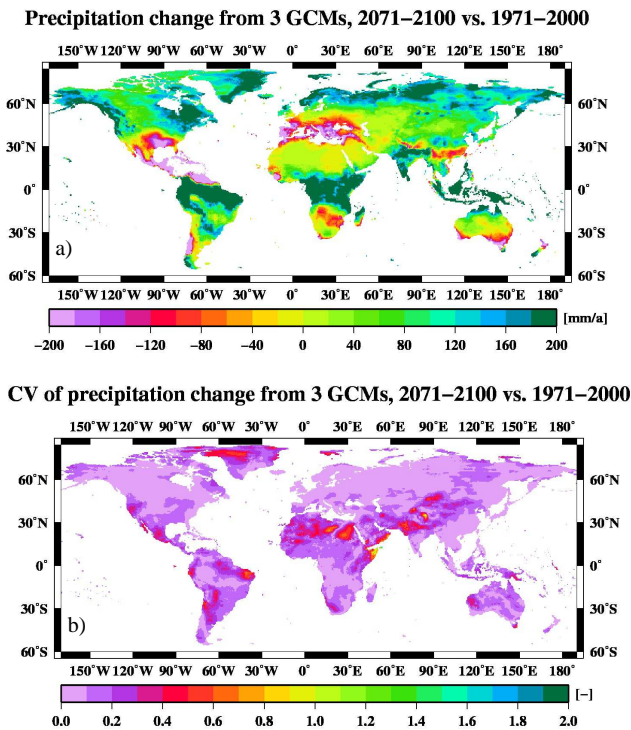 Precipitation change from 3 GCMs, 2071−2100 vs. 1971−2000
150˚W 120˚W 90˚W 60˚W 30˚W 0˚ 30˚E 60˚E 90˚E 120˚E 150˚E 180˚
60˚N 60˚N
30˚N 30˚N
0˚ 0˚
30˚S 30˚S
a)
60˚S 60˚S
150˚W 120˚W 90˚W 60˚W 30˚W 0˚ 30˚E 60˚E 90˚E 120˚E 150˚E 180˚
[mm/a]
−200 −160 −120 −80 −40 0 40 80 120 160 200
CV of precipitation change from 3 GCMs, 2071−2100 vs. 1971−2000
150˚W 120˚W 90˚W 60˚W 30˚W 0˚ 30˚E 60˚E 90˚E 120˚E 150˚E 180˚
60˚N 60˚N
30˚N 30˚N
0˚ 0˚
30˚S 30˚S
b)
60˚S 60˚S
150˚W 120˚W 90˚W 60˚W 30˚W 0˚ 30˚E 60˚E 90˚E 120˚E 150˚E 180˚
[−]
0.0 0.2 0.4 0.6 0.8 1.0 1.2 1.4 1.6 1.8 2.0